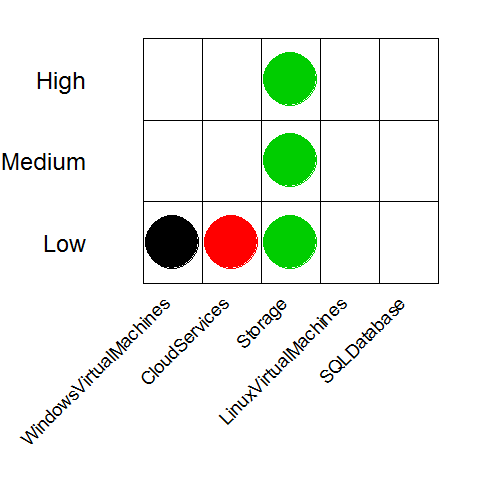 High
Medium
Low
WindowsVirtualMachines
CloudServices
Storage
LinuxVirtualMachines
SQLDatabase